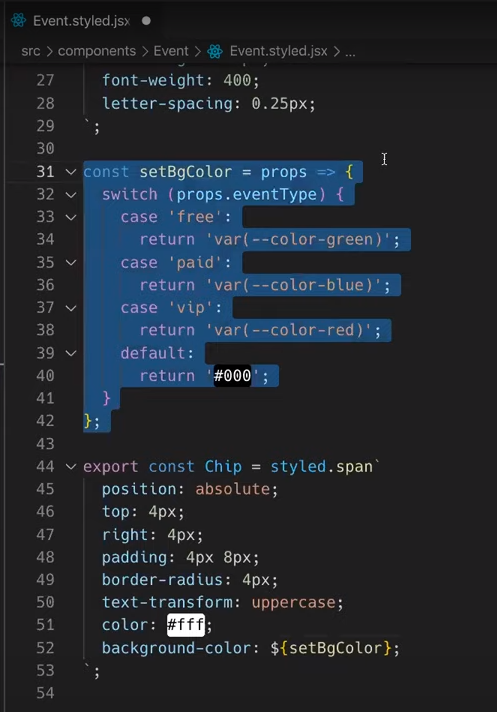 Event.styled.jsx
src > components > Event > Event.styled.jsx > ...
27 font-weight: 400;
28 letter-spacing: 0.25px;
29 `;
30
31 const setBgColor = props => {
32 switch (props.eventType) {
33 case 'free':
34 return 'var(--color-green)';
35 case 'paid':
36 return 'var(--color-blue)';
37 case 'vip':
38 return 'var(--color-red)';
39 default:
40 return '#000';
41 }
42 };
43
44 export const Chip = styled.span`
45 position: absolute;
46 top: 4px;
47 right: 4px;
48 padding: 4px 8px;
49 border-radius: 4px;
50 text-transform: uppercase;
51 color: #fff;
52 background-color: ${setBgColor};
53 `;
54